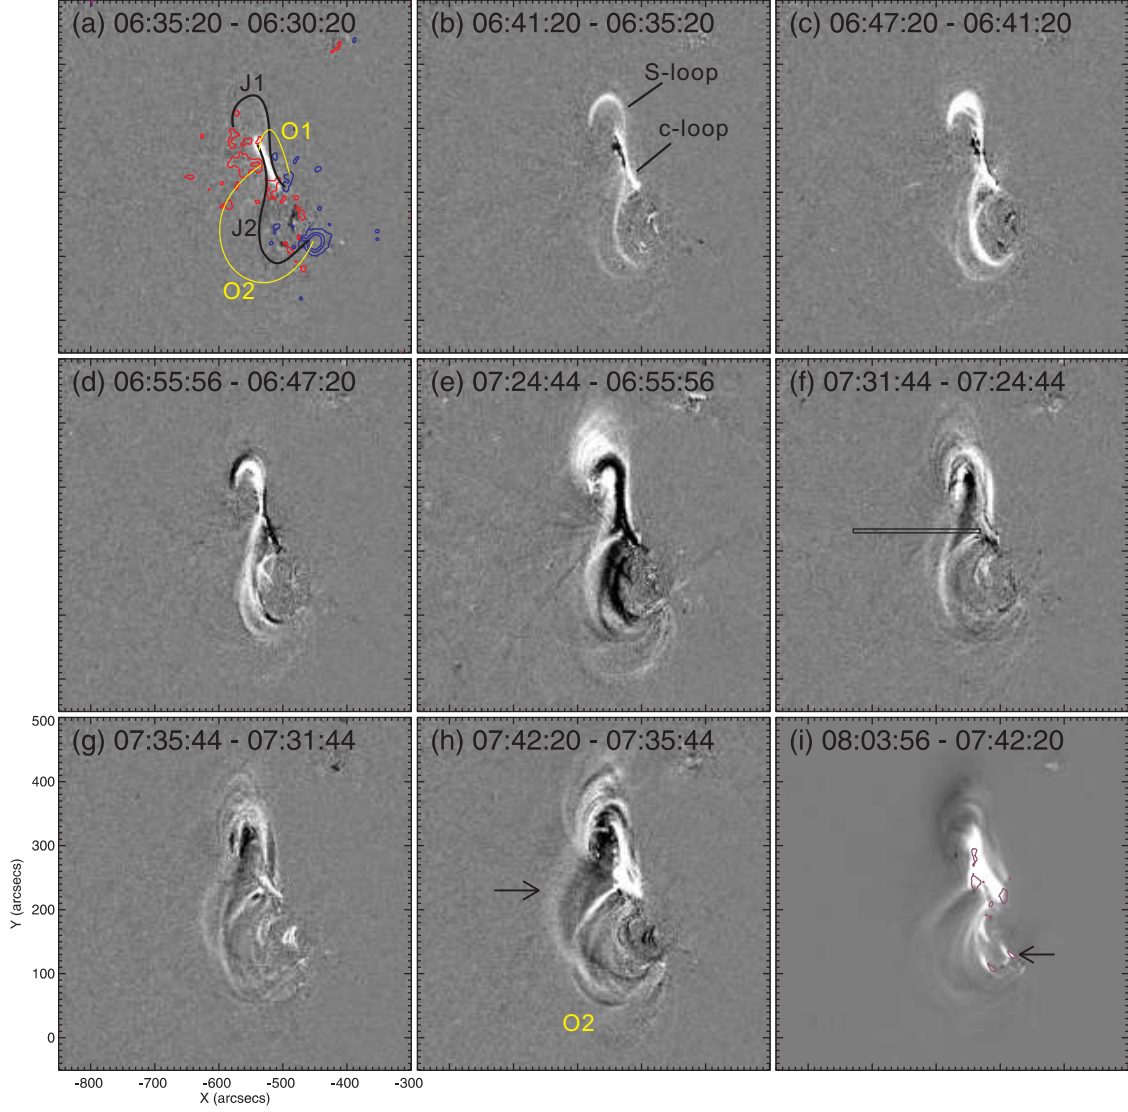 (a) 06:35:20 - 06:30:20
J1
O1
J2
O2
(b) 06:41:20 - 06:35:20
S-loop
c-loop
(c) 06:47:20 - 06:41:20
(d) 06:55:56 - 06:47:20
(e) 07:24:44 - 06:55:56
(f) 07:31:44 - 07:24:44
(g) 07:35:44 - 07:31:44
500
400
300
200
100
0
Y (arcsecs)
-800 -700 -600 -500 -400 -300
X (arcsecs)
(h) 07:42:20 - 07:35:44
O2
(i) 08:03:56 - 07:42:20